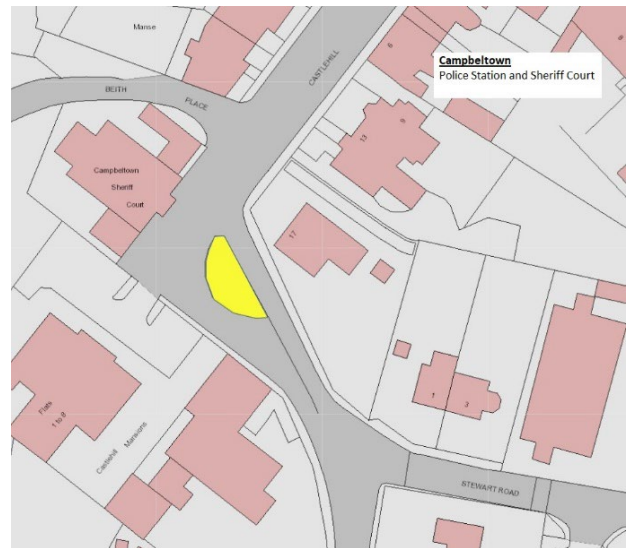 Manse
CASTLEHILL
6
8
Campbeltown
Police Station and Sheriff Court
BEITH
PLACE
9
13
Campbeltown
Sheriff
Court
17
Flats
1 to 8
Castlehill Mansions
1
3
STEWART ROAD